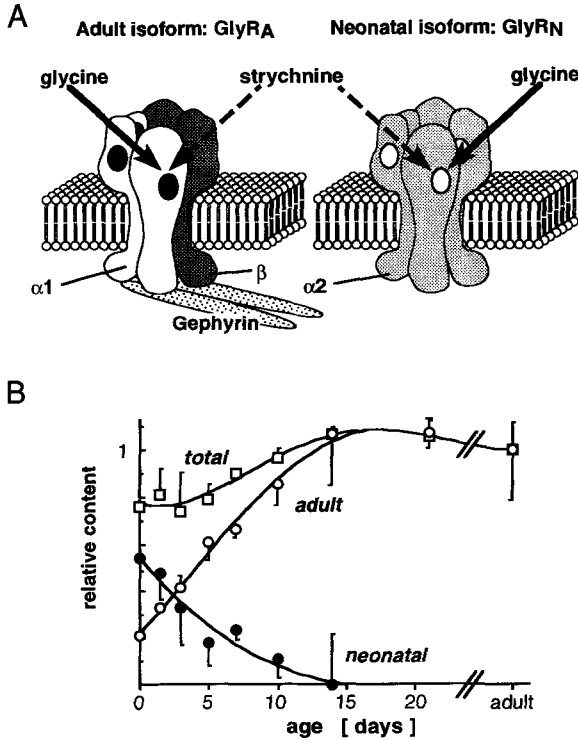 A
Adult isoform: GlyRA
Neonatal isoform: GlyRN
glycine
strychnine
glycine
α1
β
α2
Gephyrin
B
1
total
adult
neonatal
relative content
0 5 10 15 20 adult
age [ days ]